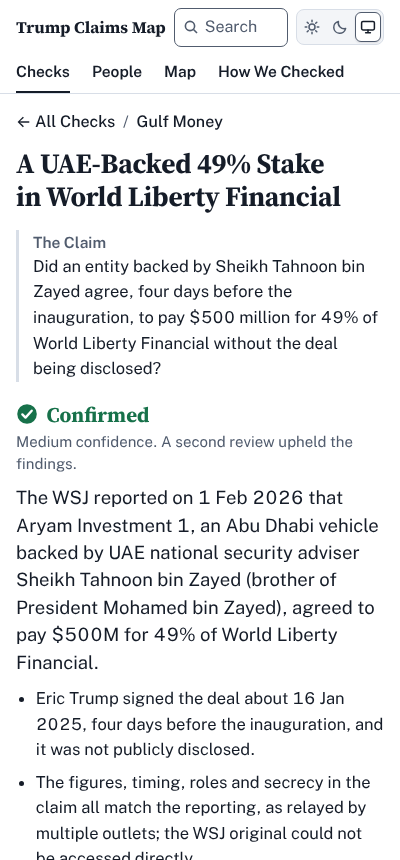 Trump Claims Map
Search
Checks
People
Map
How We Checked
← All Checks / Gulf Money
A UAE-Backed 49% Stake
in World Liberty Financial
The Claim
Did an entity backed by Sheikh Tahnoon bin
Zayed agree, four days before the
inauguration, to pay $500 million for 49% of
World Liberty Financial without the deal
being disclosed?
Confirmed
Medium confidence. A second review upheld the
findings.
The WSJ reported on 1 Feb 2026 that
Aryam Investment 1, an Abu Dhabi vehicle
backed by UAE national security adviser
Sheikh Tahnoon bin Zayed (brother of
President Mohamed bin Zayed), agreed to
pay $500M for 49% of World Liberty
Financial.
• Eric Trump signed the deal about 16 Jan
2025, four days before the inauguration, and
it was not publicly disclosed.
• The figures, timing, roles and secrecy in the
claim all match the reporting, as relayed by
multiple outlets; the WSJ original could not
be accessed directly.